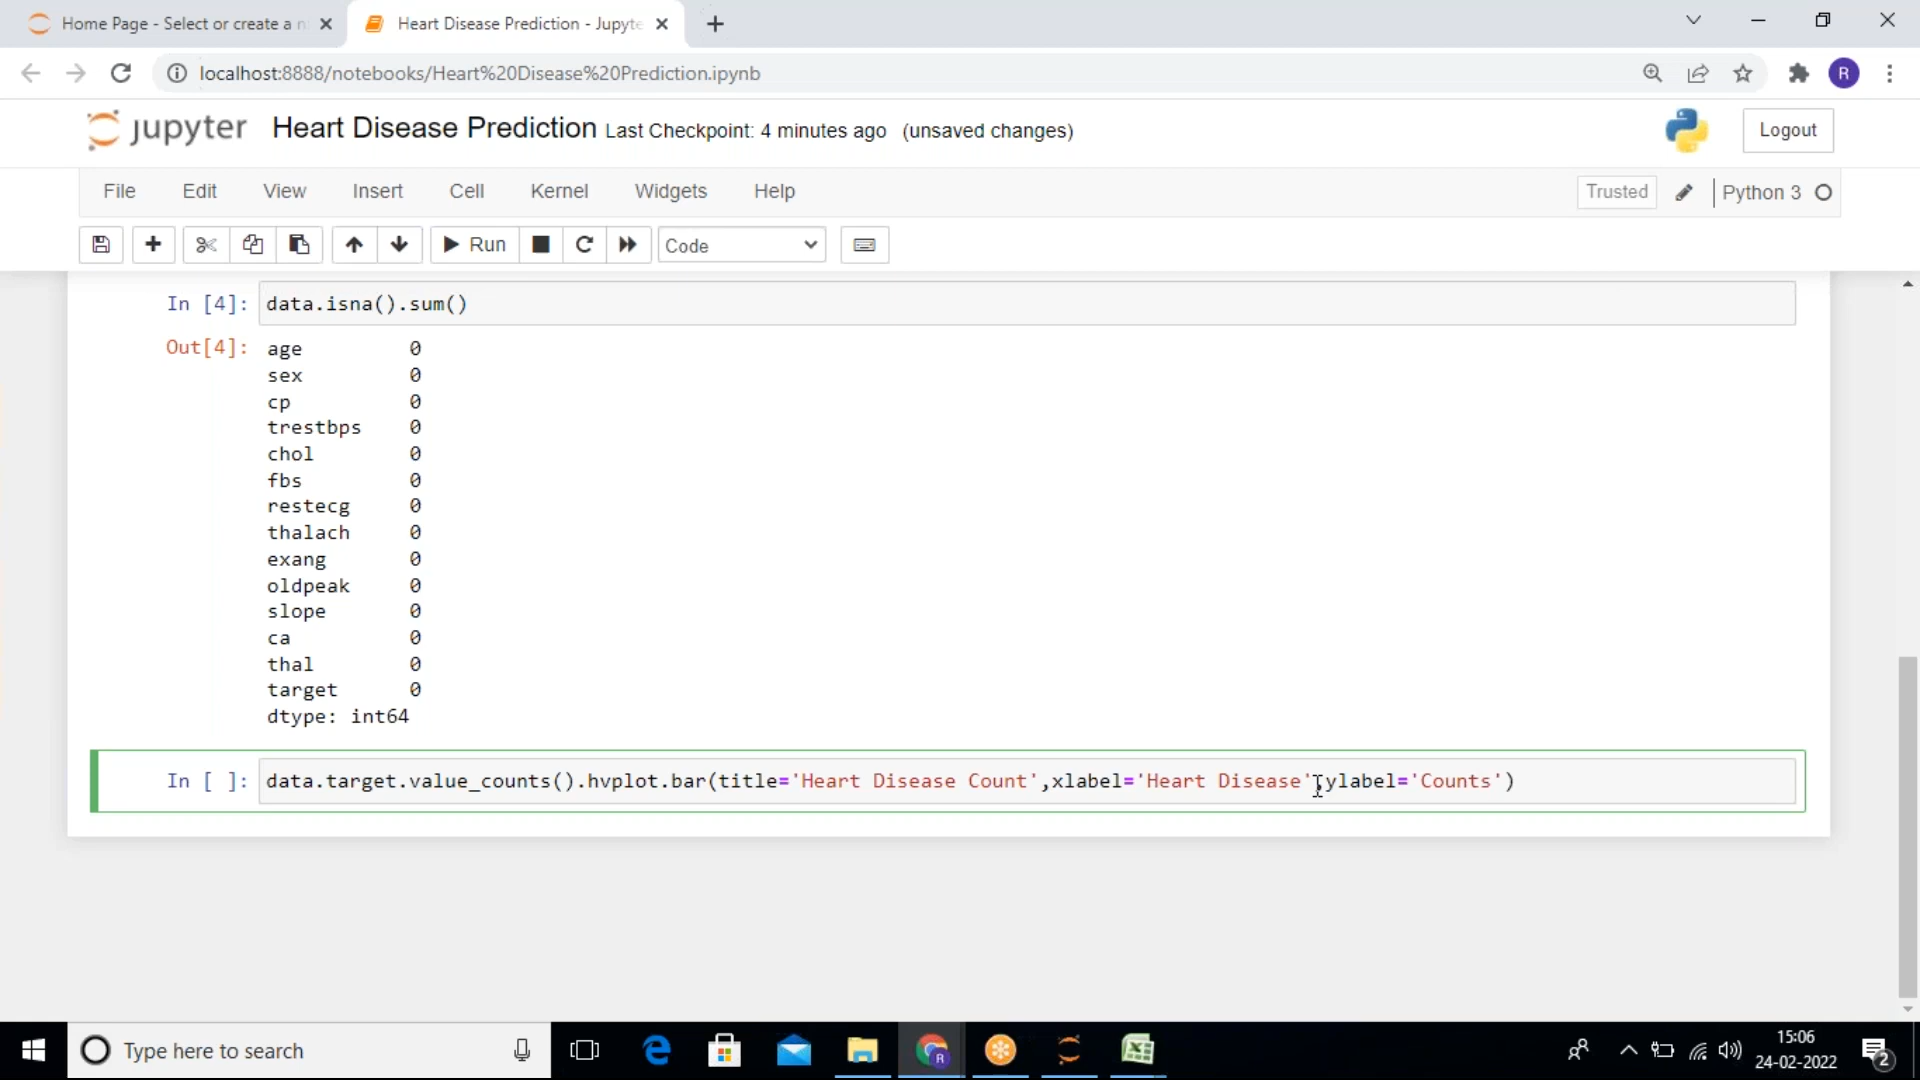 Home Page - Select or create a n
Heart Disease Prediction - Jupyte
localhost:8888/notebooks/Heart%20Disease%20Prediction.ipynb
R
jupyter Heart Disease Prediction Last Checkpoint: 4 minutes ago (unsaved changes)
Logout
File Edit View Insert Cell Kernel Widgets Help
Trusted
Python 3
Run
Code
In [4]: data.isna().sum()
Out[4]: age 0
sex 0
cp 0
trestbps 0
chol 0
fbs 0
restecg 0
thalach 0
exang 0
oldpeak 0
slope 0
ca 0
thal 0
target 0
dtype: int64
In [ ]: data.target.value_counts().hvplot.bar(title='Heart Disease Count',xlabel='Heart Disease',ylabel='Counts')
Type here to search
R
15:06
24-02-2022
2